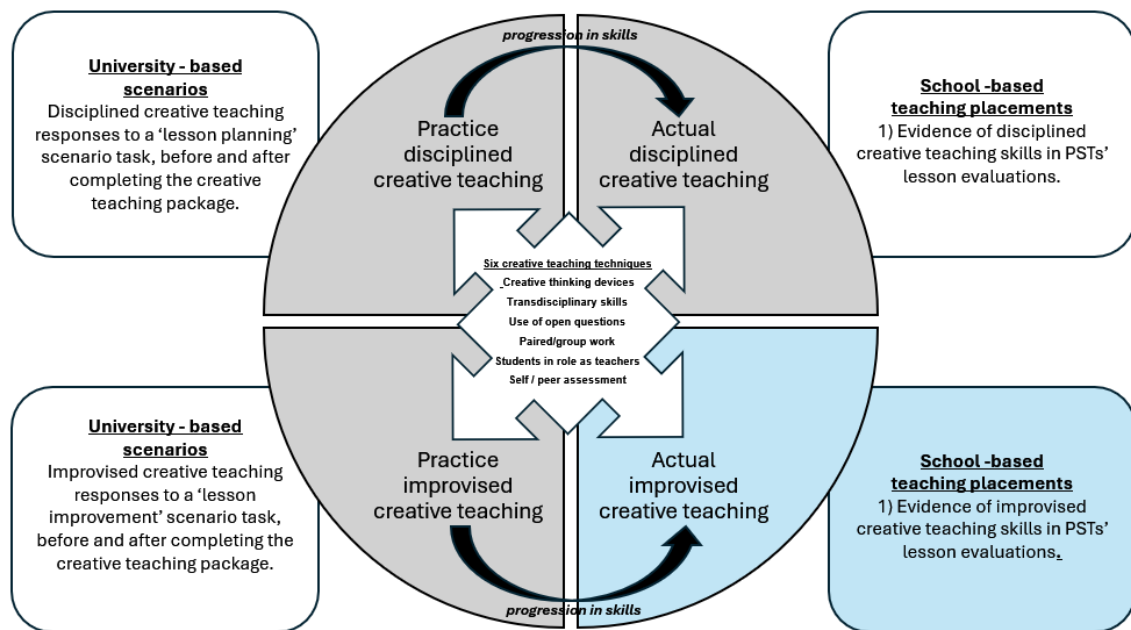 progression in skills
University - based
scenarios
Disciplined creative teaching
responses to a ‘lesson planning’
scenario task, before and after
completing the creative
teaching package.
Practice
disciplined
creative teaching
Actual
disciplined
creative teaching
School -based
teaching placements
1) Evidence of disciplined
creative teaching skills in PSTs’
lesson evaluations.
Six creative teaching techniques
Creative thinking devices
Transdisciplinary skills
Use of open questions
Paired/group work
Students in role as teachers
Self / peer assessment
University - based
scenarios
Improvised creative teaching
responses to a ‘lesson
improvement’ scenario task,
before and after completing the
creative teaching package.
Practice
improvised
creative teaching
Actual
improvised
creative teaching
School -based
teaching placements
1) Evidence of improvised
creative teaching skills in PSTs’
lesson evaluations.
progression in skills